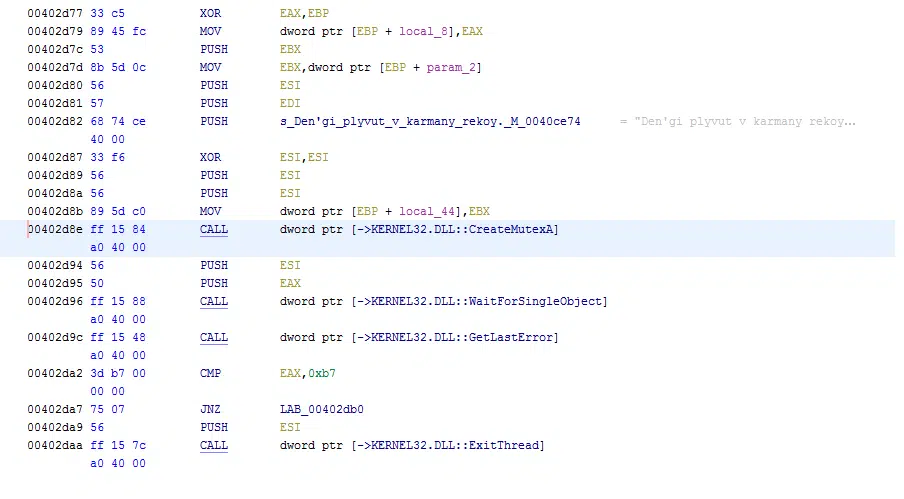 00402d77 33 c5 XOR EAX,EBP
00402d79 89 45 fc MOV dword ptr [EBP + local_8],EAX
00402d7c 53 PUSH EBX
00402d7d 8b 5d 0c MOV EBX,dword ptr [EBP + param_2]
00402d80 56 PUSH ESI
00402d81 57 PUSH EDI
00402d82 68 74 ce PUSH s_Den'gi_plyvut_v_karmany_rekoy._M_0040ce74 = "Den'gi plyvut v karmany rekoy...
40 00
00402d87 33 f6 XOR ESI,ESI
00402d89 56 PUSH ESI
00402d8a 56 PUSH ESI
00402d8b 89 5d c0 MOV dword ptr [EBP + local_44],EBX
00402d8e ff 15 84 CALL dword ptr [->KERNEL32.DLL::CreateMutexA]
a0 40 00
00402d94 56 PUSH ESI
00402d95 50 PUSH EAX
00402d96 ff 15 88 CALL dword ptr [->KERNEL32.DLL::WaitForSingleObject]
a0 40 00
00402d9c ff 15 48 CALL dword ptr [->KERNEL32.DLL::GetLastError]
a0 40 00
00402da2 3d b7 00 CMP EAX,0xb7
00 00
00402da7 75 07 JNZ LAB_00402db0
00402da9 56 PUSH ESI
00402daa ff 15 7c CALL dword ptr [->KERNEL32.DLL::ExitThread]
a0 40 00